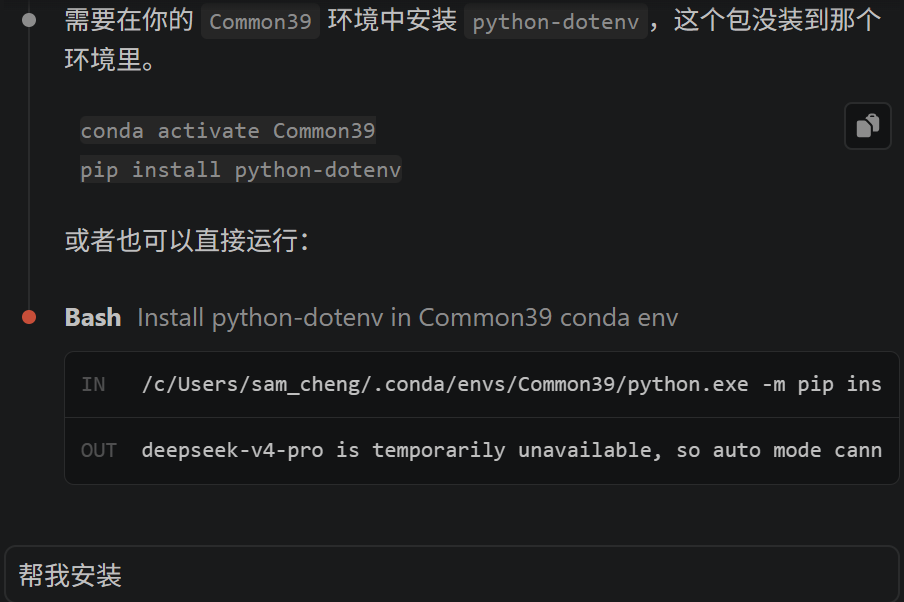 需要在你的 Common39 环境中安装 python-dotenv，这个包没装到那个
环境里。
conda activate Common39
pip install python-dotenv
或者也可以直接运行：
Bash Install python-dotenv in Common39 conda env
IN /c/Users/sam_cheng/.conda/envs/Common39/python.exe -m pip ins
OUT deepseek-v4-pro is temporarily unavailable, so auto mode cann
帮我安装